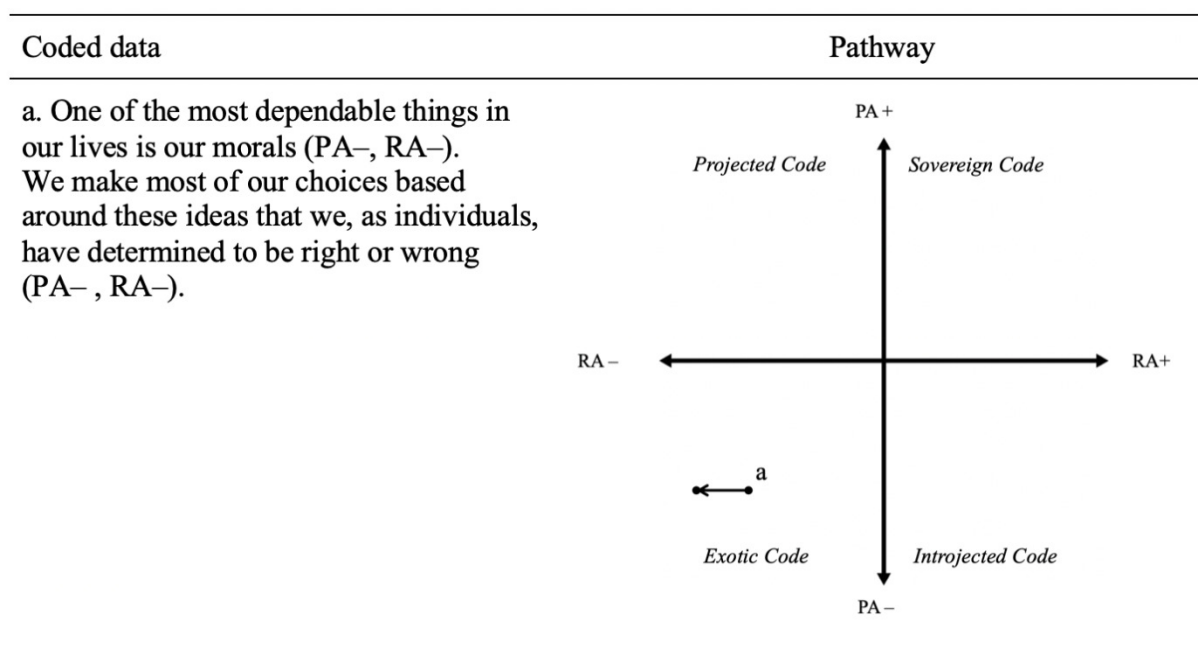 Coded data
Pathway
a. One of the most dependable things in
our lives is our morals (PA–, RA–).
We make most of our choices based
around these ideas that we, as individuals,
have determined to be right or wrong
(PA– , RA–).
PA +
Projected Code
Sovereign Code
RA –
RA+
a
Exotic Code
Introjected Code
PA –